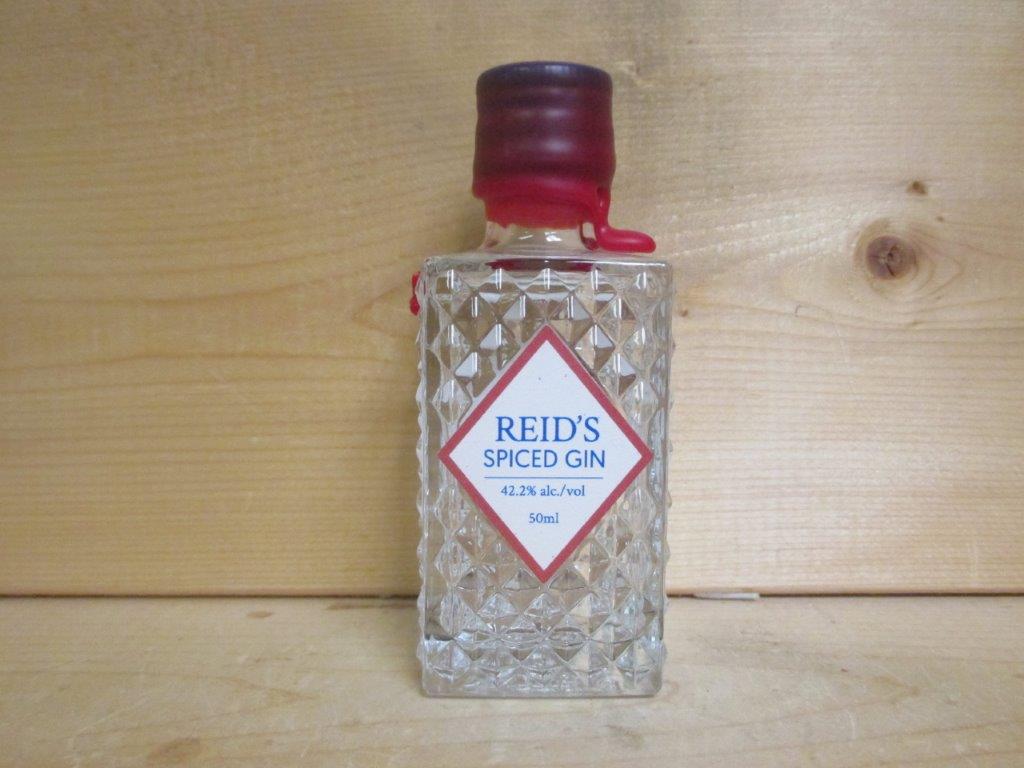 REID'S
SPICED GIN
42.2% alc./vol
50ml